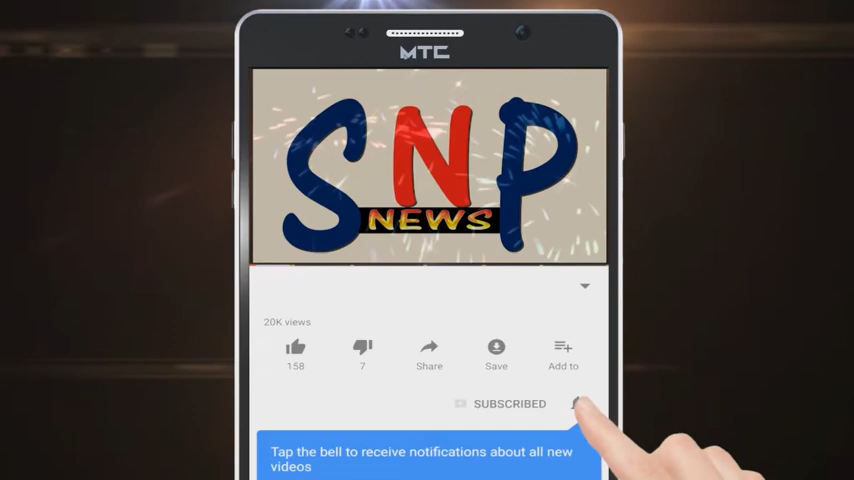 MTC
SNP
NEWS
20K views
158
7
Share
Save
Add to
SUBSCRIBED
Tap the bell to receive notifications about all new
videos